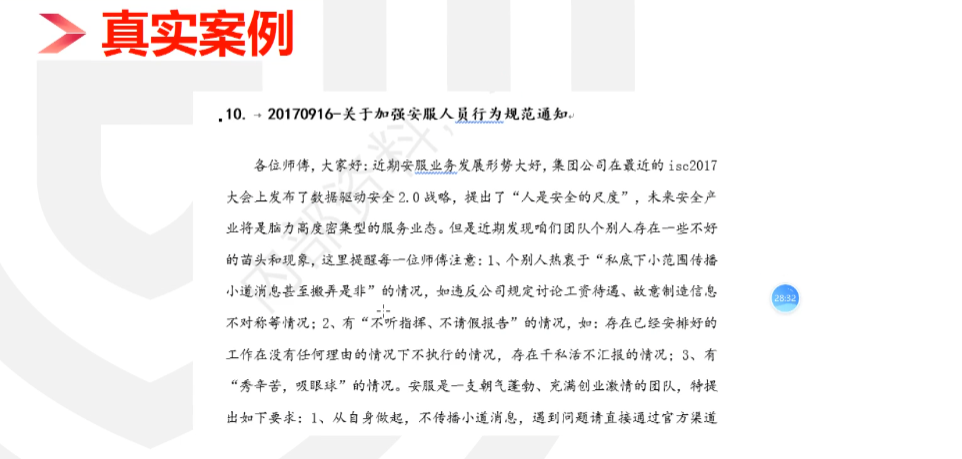 真实案例
10. → 20170916-关于加强安服人员行为规范通知
各位师傅，大家好：近期安服业务发展形势大好，集团公司在最近的 isc2017
大会上发布了数据驱动安全 2.0 战略，提出了“人是安全的尺度”，未来安全产
业将是脑力高度密集型的服务业态。但是近期发现咱们团队个别人存在一些不好
的苗头和现象，这里提醒每一位师傅注意：1、个别人热衷于“私底下小范围传播
小道消息甚至搬弄是非”的情况，如违反公司规定讨论工资待遇、故意制造信息
不对称等情况；2、有“不听指挥、不请假报告”的情况，如：存在已经安排好的
工作在没有任何理由的情况下不执行的情况，存在干私活不汇报的情况；3、有
“秀辛苦，吸眼球”的情况。安服是一支朝气蓬勃、充满创业激情的团队，特提
出如下要求：1、从自身做起，不传播小道消息，遇到问题请直接通过官方渠道
内部资料
28:32